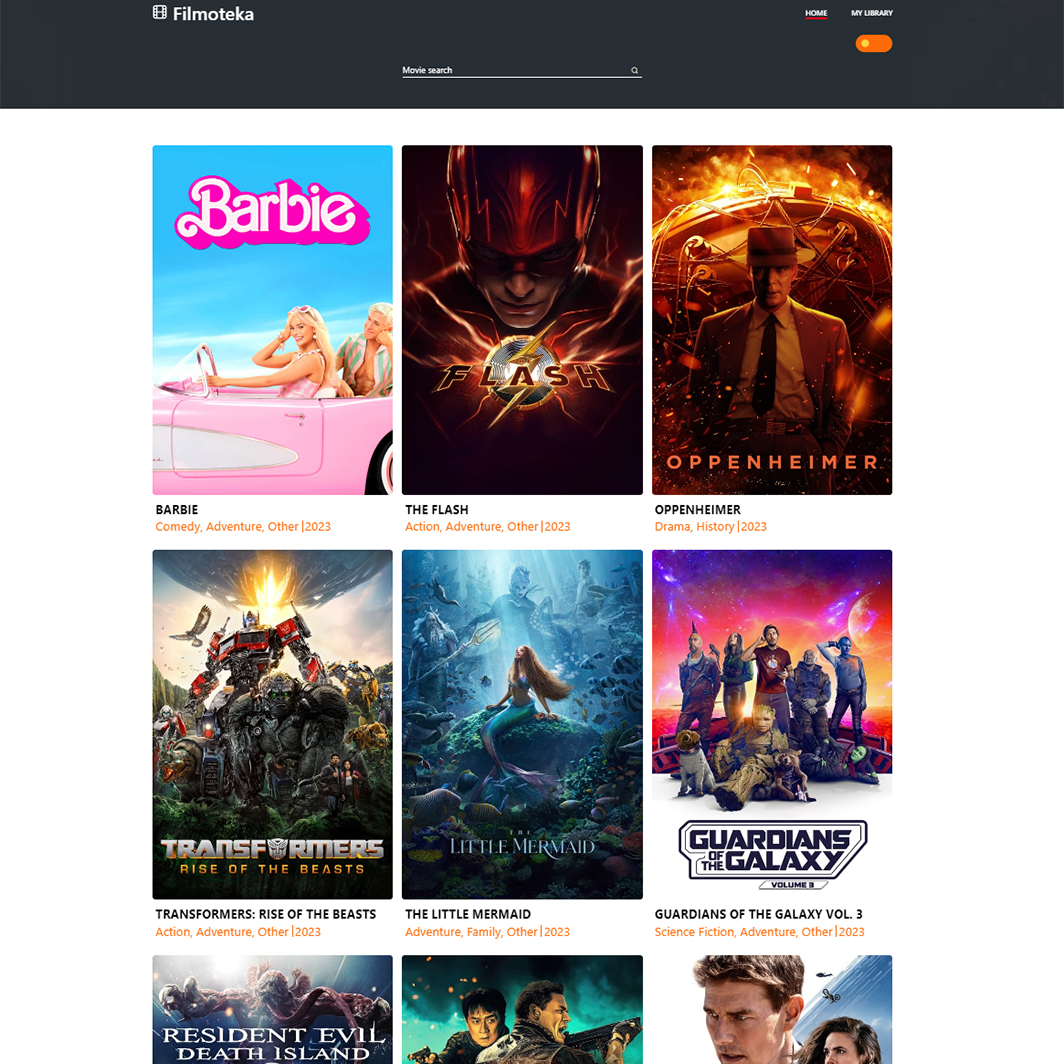 Filmoteka
HOME MY LIBRARY
Movie search
Barbie
THE
FLASH
OPPENHEIMER
BARBIE
Comedy, Adventure, Other |2023
THE FLASH
Action, Adventure, Other |2023
OPPENHEIMER
Drama, History |2023
TRANSFORMERS
RISE OF THE BEASTS
THE
LITTLE MERMAID
GUARDIANS
OF THE GALAXY
VOLUME 3
TRANSFORMERS: RISE OF THE BEASTS
Action, Adventure, Other |2023
THE LITTLE MERMAID
Adventure, Family, Other |2023
GUARDIANS OF THE GALAXY VOL. 3
Science Fiction, Adventure, Other |2023
RESIDENT EVIL
DEATH ISLAND